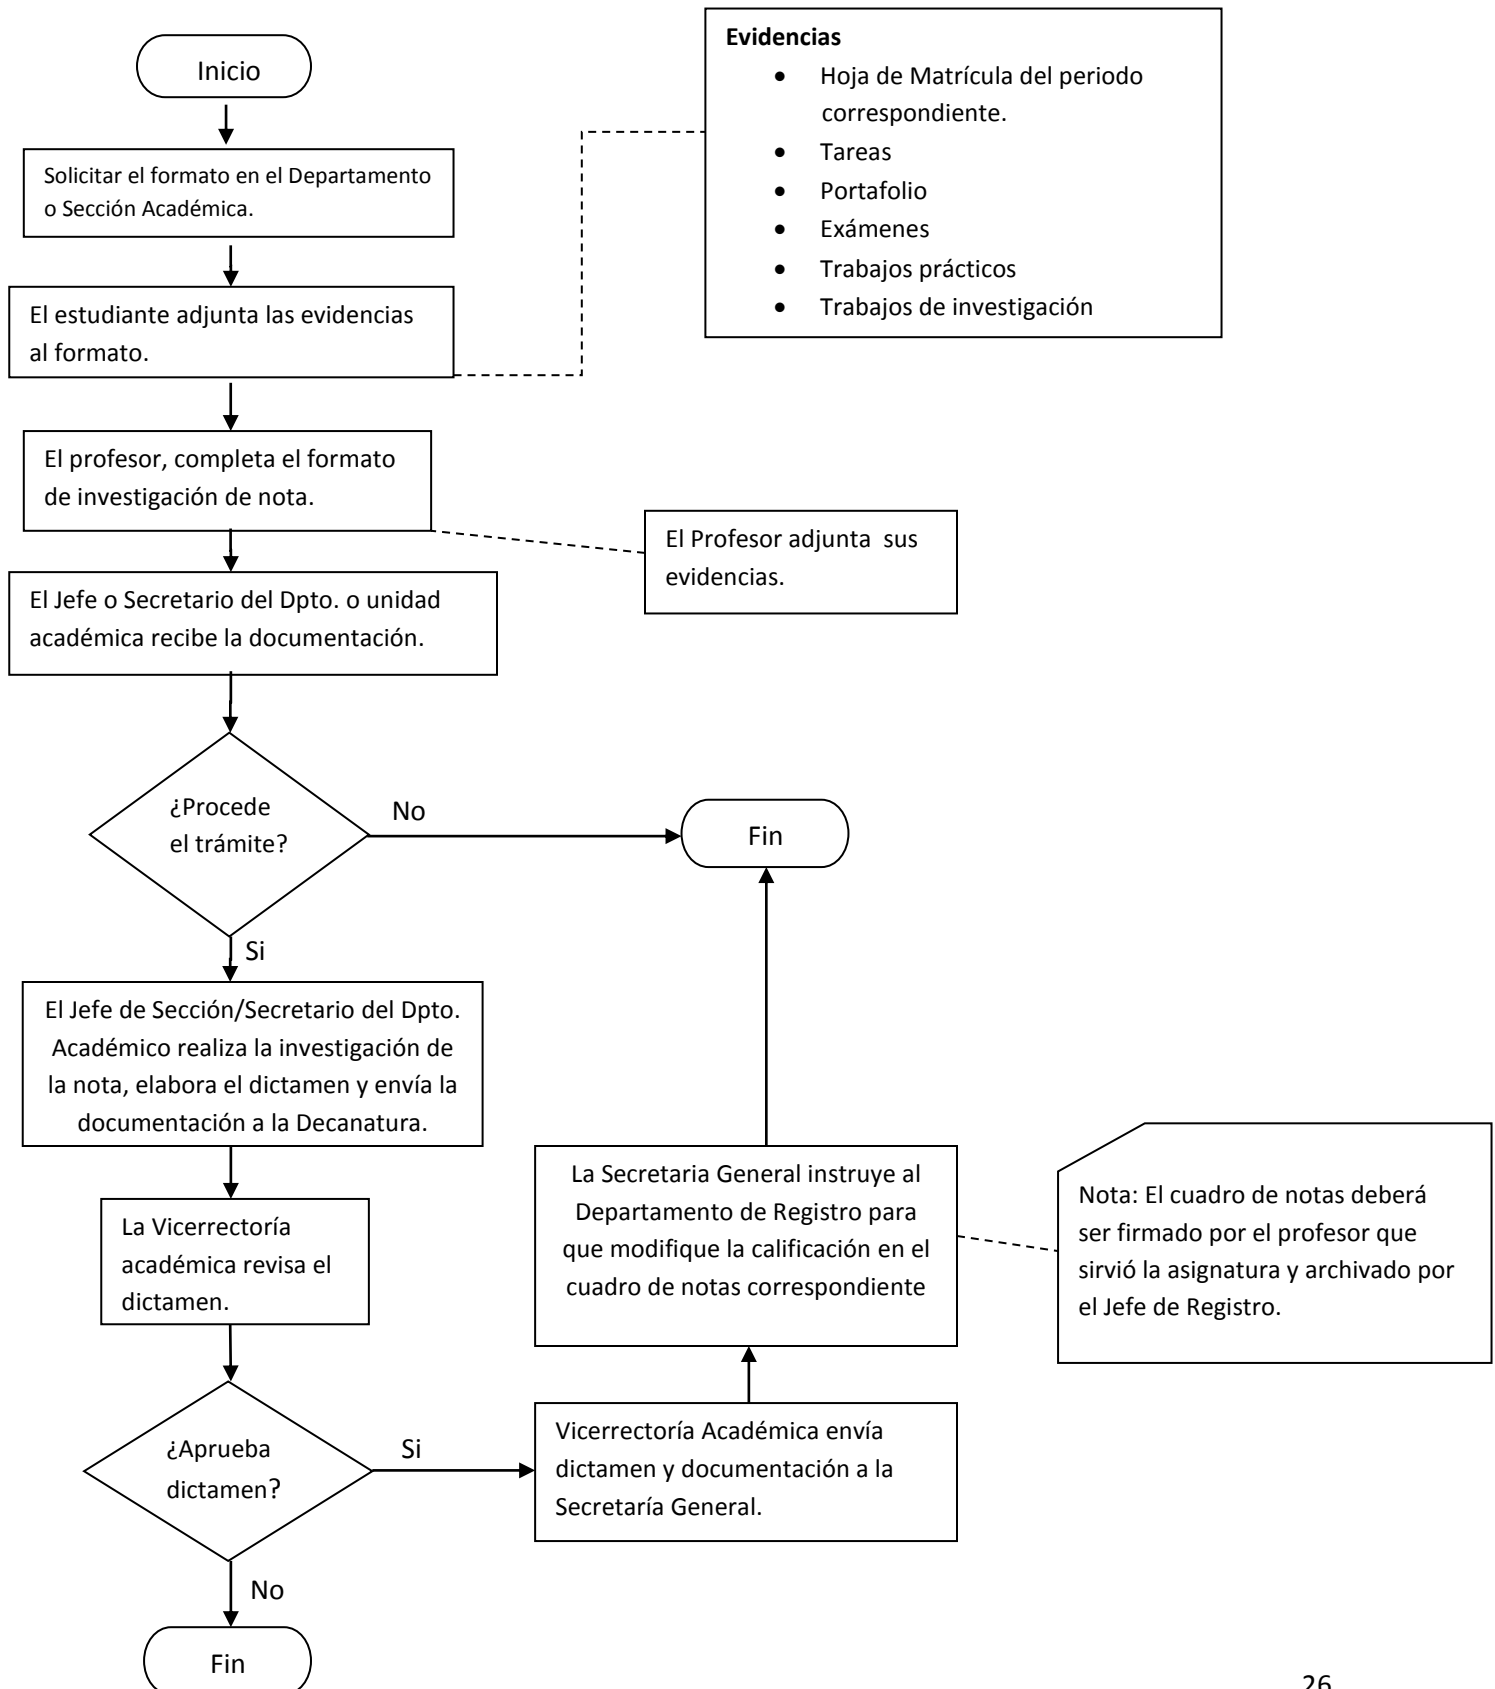 Inicio
Solicitar el formato en el Departamento
o Sección Académica.
El estudiante adjunta las evidencias
al formato.
Evidencias
• Hoja de Matrícula del periodo
correspondiente.
• Tareas
• Portafolio
• Exámenes
• Trabajos prácticos
• Trabajos de investigación
El profesor, completa el formato
de investigación de nota.
El Profesor adjunta sus
evidencias.
El Jefe o Secretario del Dpto. o unidad
académica recibe la documentación.
¿Procede
el trámite?
No
Fin
Si
El Jefe de Sección/Secretario del Dpto.
Académico realiza la investigación de
la nota, elabora el dictamen y envía la
documentación a la Decanatura.
La Vicerrectoría
académica revisa el
dictamen.
¿Aprueba
dictamen?
Si
Vicerrectoría Académica envía
dictamen y documentación a la
Secretaría General.
La Secretaria General instruye al
Departamento de Registro para
que modifique la calificación en el
cuadro de notas correspondiente
Nota: El cuadro de notas deberá
ser firmado por el profesor que
sirvió la asignatura y archivado por
el Jefe de Registro.
No
Fin
26